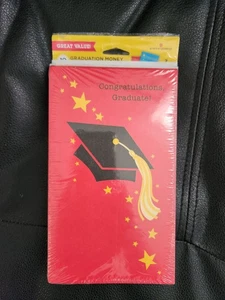 GREAT VALUE!
GRADUATION MONEY
Congratulations,
Graduate!